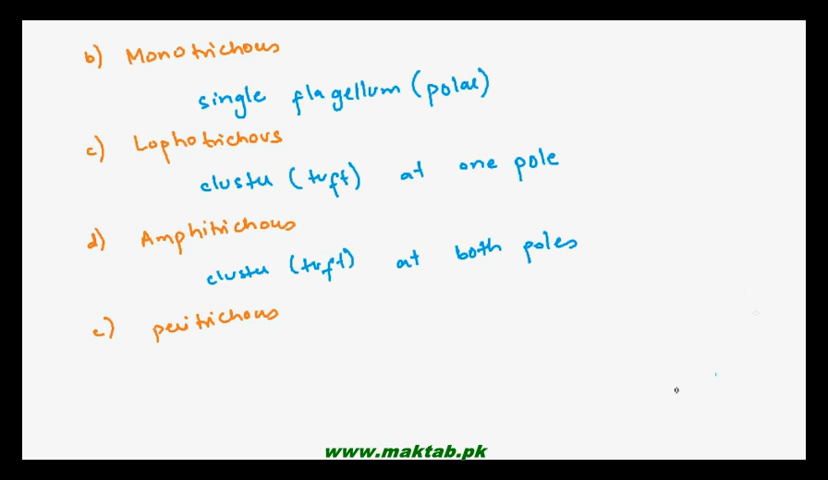 b) Monotrichous
single flagellum (polar)
c) Lophotrichous
cluster (tuft) at one pole
d) Amphitrichous
cluster (tuft) at both poles
e) peritrichous
www.maktab.pk